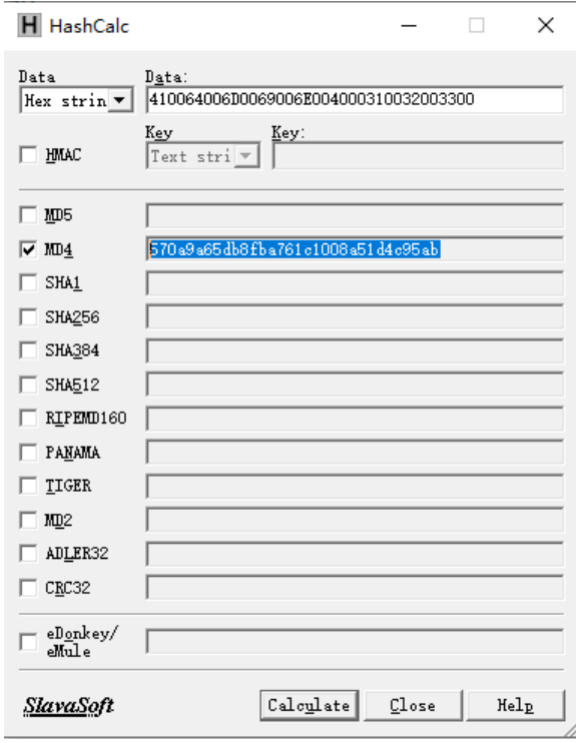 HashCalc
Data
Data:
Hex strin
410064006D0069006E004000310032003300
HMAC
Key
Key:
Text stri
MD5
MD4
570a9a65db8fba761c1008a51d4c95ab
SHA1
SHA256
SHA384
SHA512
RIPEMD160
PANAMA
TIGER
MD2
ADLER32
CRC32
eDonkey/
eMule
SlavaSoft
Calculate
Close
Help